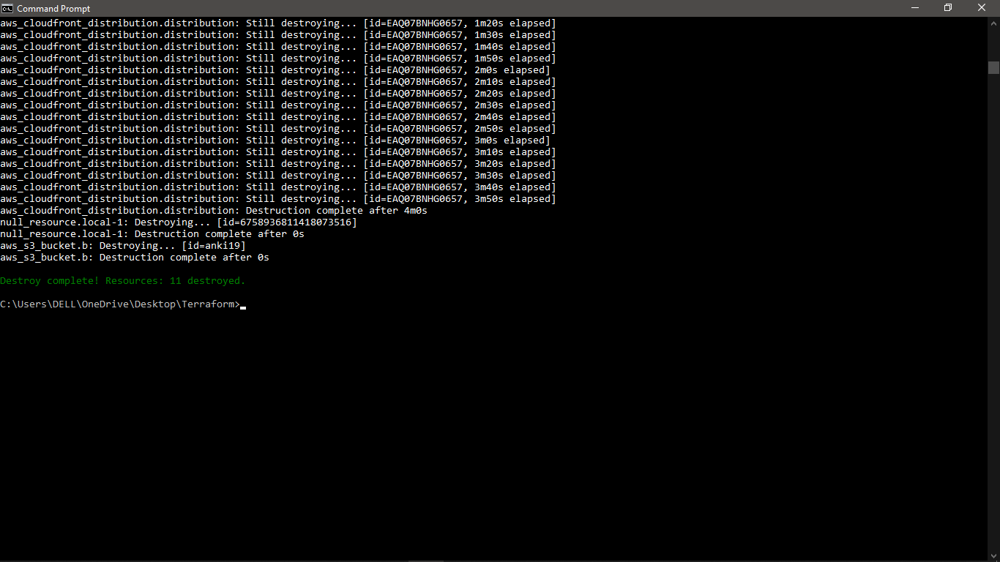 Command Prompt
aws_cloudfront_distribution.distribution: Still destroying... [id=EAQ07BNHG0657, 1m20s elapsed]
aws_cloudfront_distribution.distribution: Still destroying... [id=EAQ07BNHG0657, 1m30s elapsed]
aws_cloudfront_distribution.distribution: Still destroying... [id=EAQ07BNHG0657, 1m40s elapsed]
aws_cloudfront_distribution.distribution: Still destroying... [id=EAQ07BNHG0657, 1m50s elapsed]
aws_cloudfront_distribution.distribution: Still destroying... [id=EAQ07BNHG0657, 2m0s elapsed]
aws_cloudfront_distribution.distribution: Still destroying... [id=EAQ07BNHG0657, 2m10s elapsed]
aws_cloudfront_distribution.distribution: Still destroying... [id=EAQ07BNHG0657, 2m20s elapsed]
aws_cloudfront_distribution.distribution: Still destroying... [id=EAQ07BNHG0657, 2m30s elapsed]
aws_cloudfront_distribution.distribution: Still destroying... [id=EAQ07BNHG0657, 2m40s elapsed]
aws_cloudfront_distribution.distribution: Still destroying... [id=EAQ07BNHG0657, 2m50s elapsed]
aws_cloudfront_distribution.distribution: Still destroying... [id=EAQ07BNHG0657, 3m0s elapsed]
aws_cloudfront_distribution.distribution: Still destroying... [id=EAQ07BNHG0657, 3m10s elapsed]
aws_cloudfront_distribution.distribution: Still destroying... [id=EAQ07BNHG0657, 3m20s elapsed]
aws_cloudfront_distribution.distribution: Still destroying... [id=EAQ07BNHG0657, 3m30s elapsed]
aws_cloudfront_distribution.distribution: Still destroying... [id=EAQ07BNHG0657, 3m40s elapsed]
aws_cloudfront_distribution.distribution: Still destroying... [id=EAQ07BNHG0657, 3m50s elapsed]
aws_cloudfront_distribution.distribution: Destruction complete after 4m0s
null_resource.local-1: Destroying... [id=6758936811418073516]
null_resource.local-1: Destruction complete after 0s
aws_s3_bucket.b: Destroying... [id=anki19]
aws_s3_bucket.b: Destruction complete after 0s
Destroy complete! Resources: 11 destroyed.
C:\Users\DELL\OneDrive\Desktop\Terraform>